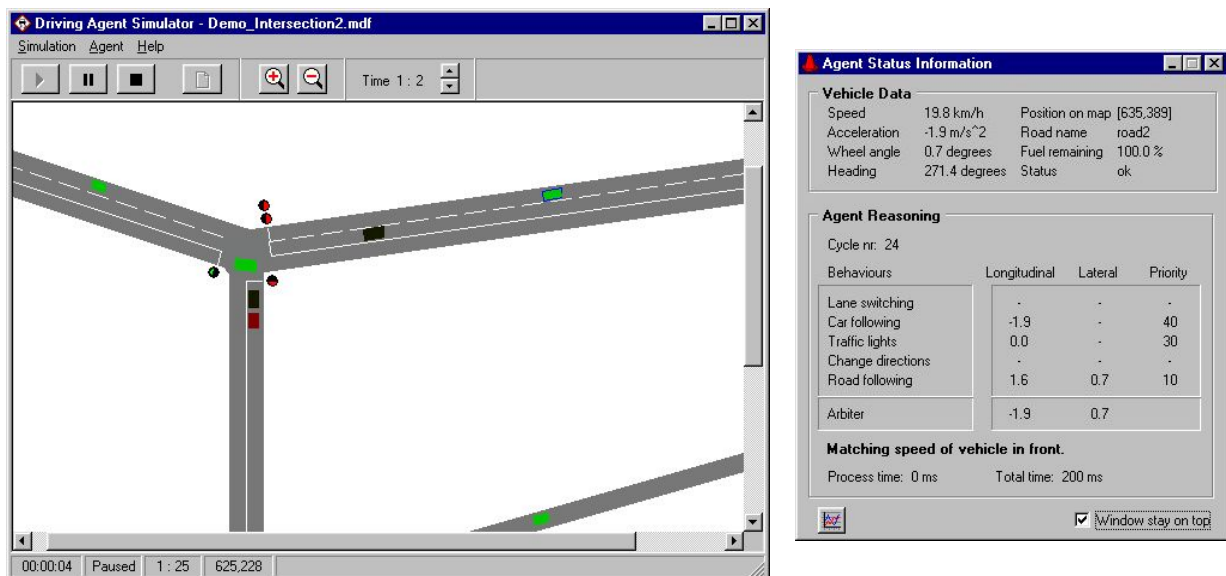 Driving Agent Simulator - Demo_Intersection2.mdf
Simulation Agent Help
Time 1 : 2
00:00:04 Paused 1 : 25 625,228
Agent Status Information
Vehicle Data
Speed 19.8 km/h Position on map [635,389]
Acceleration -1.9 m/s^2 Road name road2
Wheel angle 0.7 degrees Fuel remaining 100.0 %
Heading 271.4 degrees Status ok
Agent Reasoning
Cycle nr: 24
Behaviours Longitudinal Lateral Priority
Lane switching - - -
Car following -1.9 - 40
Traffic lights 0.0 - 30
Change directions - - -
Road following 1.6 0.7 10
Arbiter -1.9 0.7
Matching speed of vehicle in front.
Process time: 0 ms Total time: 200 ms
Window stay on top